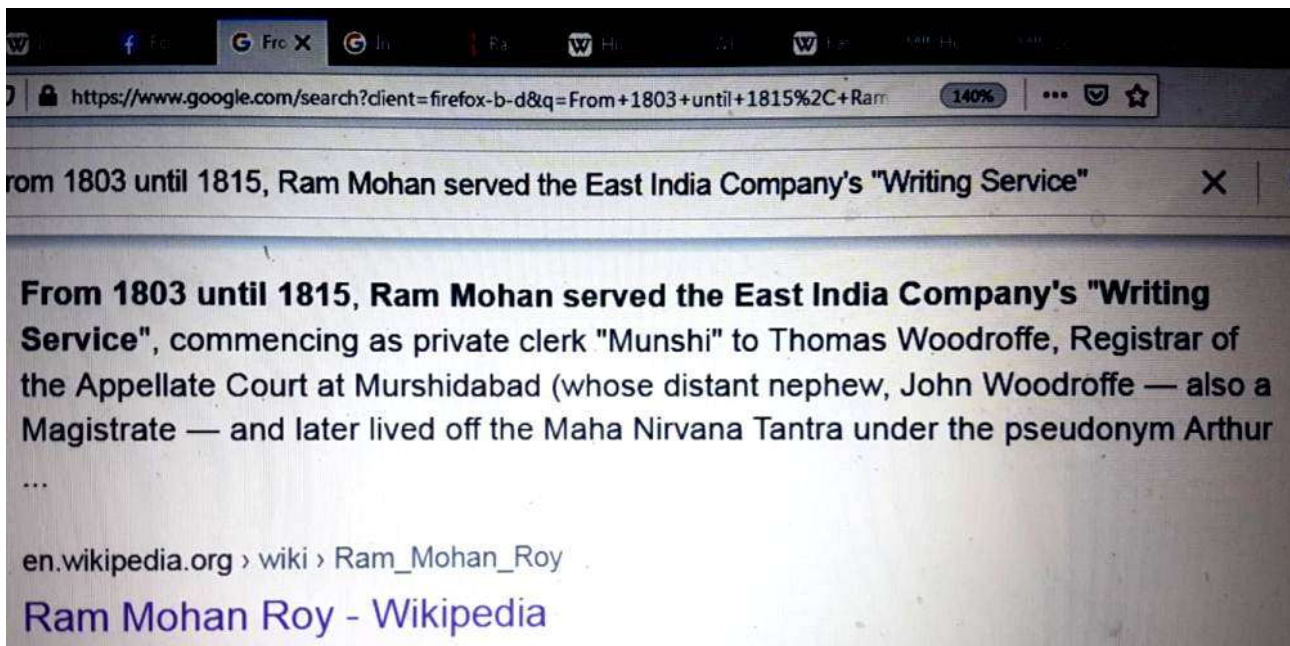 Fro
https://www.google.com/search?client=firefox-b-d&q=From+1803+until+1815%2C+Ram
140%
rom 1803 until 1815, Ram Mohan served the East India Company's "Writing Service"
From 1803 until 1815, Ram Mohan served the East India Company's "Writing
Service", commencing as private clerk "Munshi" to Thomas Woodroffe, Registrar of
the Appellate Court at Murshidabad (whose distant nephew, John Woodroffe — also a
Magistrate — and later lived off the Maha Nirvana Tantra under the pseudonym Arthur
...
en.wikipedia.org › wiki › Ram_Mohan_Roy
Ram Mohan Roy - Wikipedia